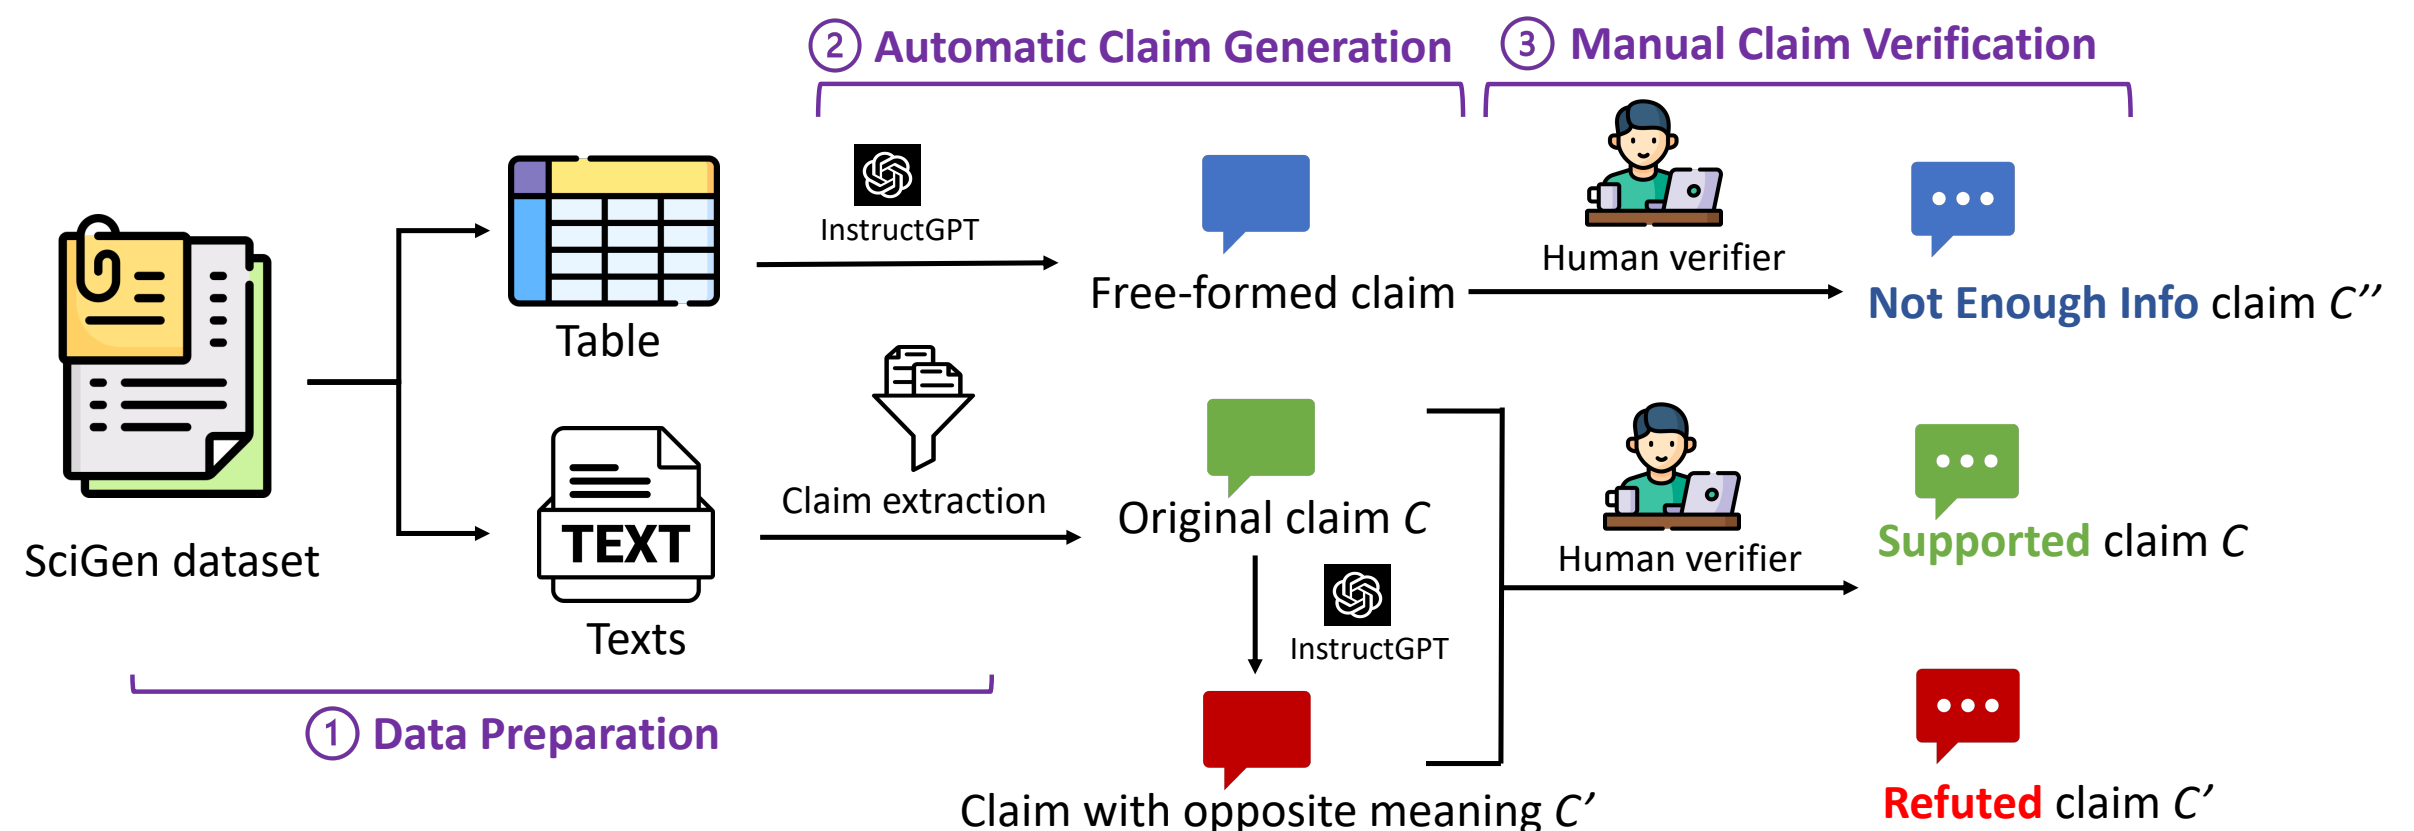 ② Automatic Claim Generation
③ Manual Claim Verification
InstructGPT
Human verifier
Free-formed claim
Not Enough Info claim C’’
Table
SciGen dataset
Claim extraction
TEXT
Texts
Original claim C
InstructGPT
Human verifier
Supported claim C
Claim with opposite meaning C’
Refuted claim C’
① Data Preparation